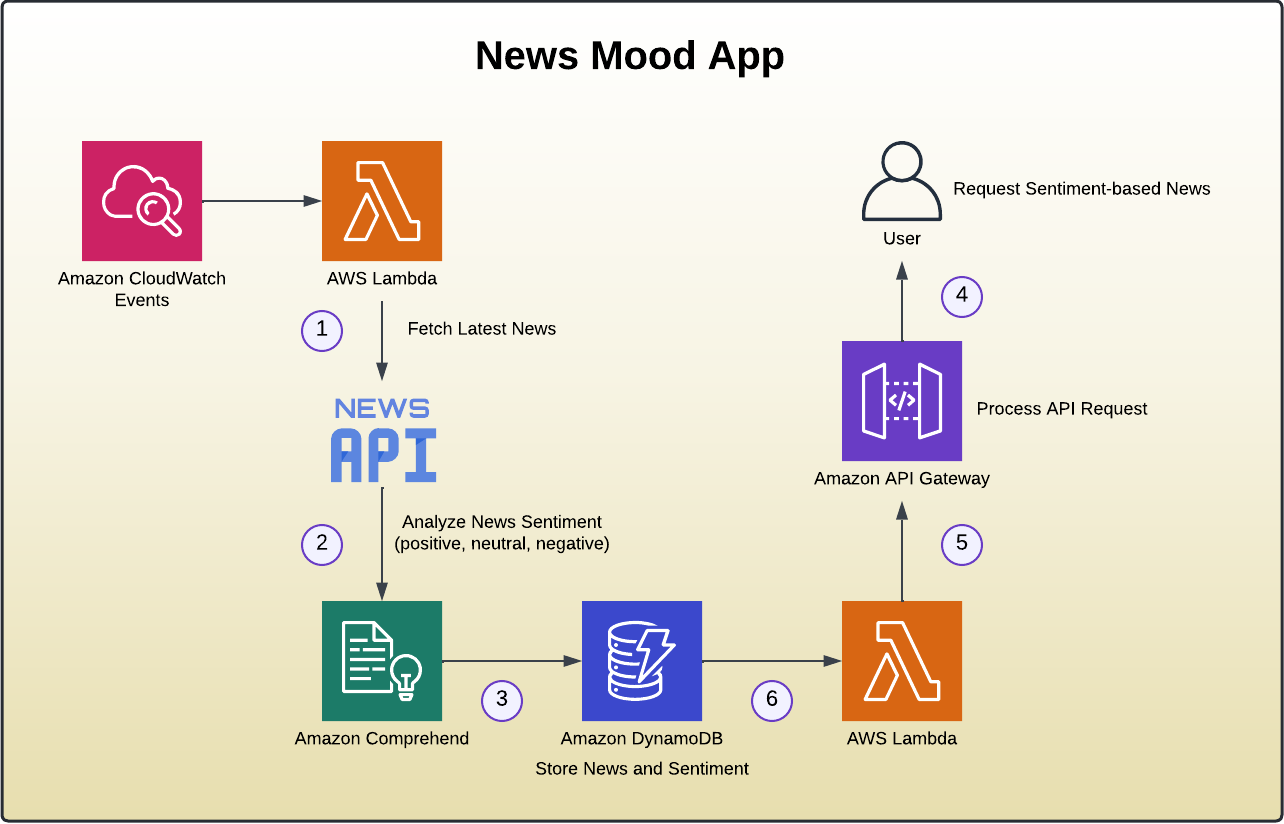 News Mood App
Amazon CloudWatch
Events
AWS Lambda
1
Fetch Latest News
NEWS
API
2
Analyze News Sentiment
(positive, neutral, negative)
Amazon Comprehend
3
Amazon DynamoDB
Store News and Sentiment
6
AWS Lambda
5
Amazon API Gateway
</>
Process API Request
4
User
Request Sentiment-based News